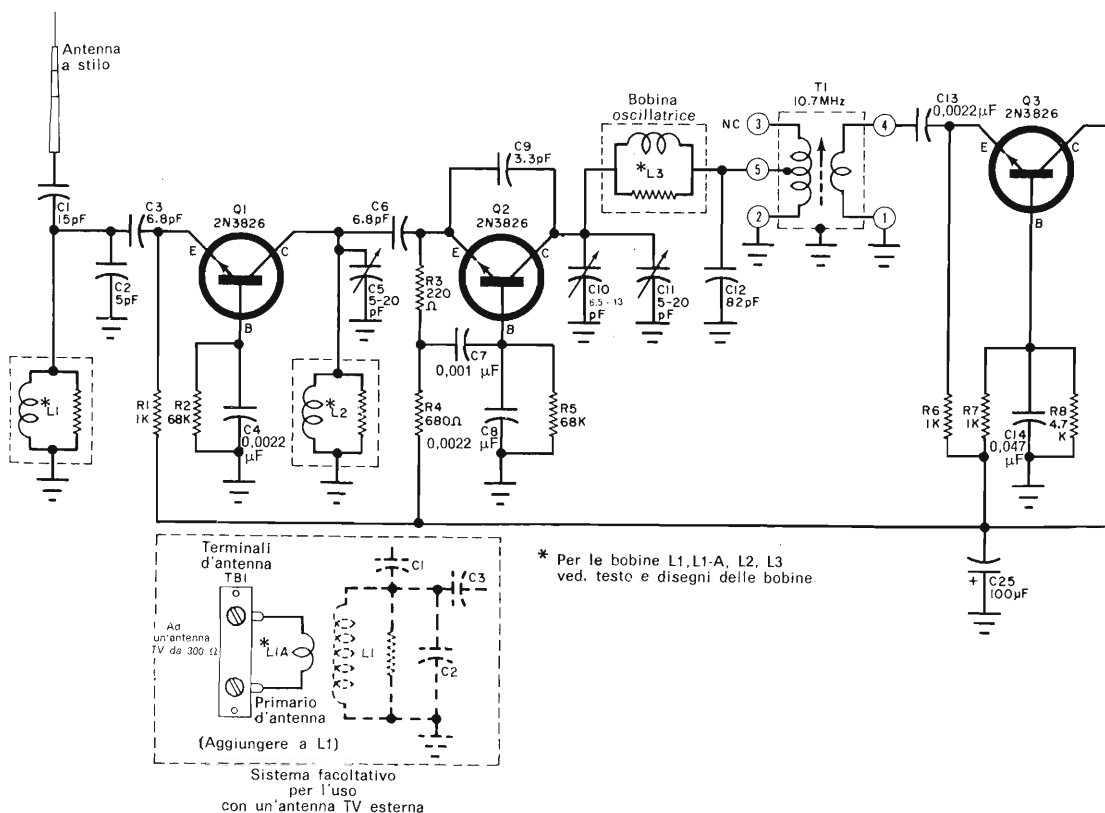 Antenna
a stilo
C1
15pF
C2
5pF
C3
6.8pF
Q1
2N3826
E
C
B
*L1
R1
1K
R2
68K
C4
0,0022
µF
C5
5-20
pF
*L2
C6
6.8pF
C9
3.3pF
Q2
2N3826
E
C
B
R3
220
Ω
C7
0,001 µF
R4
680Ω
0,0022
C8
µF
R5
68K
Bobina
oscillatrice
*L3
C10
6.5-13
pF
C11
5-20
pF
C12
82pF
T1
10.7MHz
NC 3
5
2
4
1
C13
0,0022µF
Q3
2N3826
E
C
B
R6
1K
R7
1K
C14
0,047
µF
R8
4.7
K
+ C25
100µF
* Per le bobine L1,L1-A, L2, L3
ved. testo e disegni delle bobine
Terminali
d'antenna
TB1
Ad
un'antenna
TV da 300 Ω
*L1A
Primario
d'antenna
(Aggiungere a L1)
L1
C1
C3
C2
Sistema facoltativo
per l'uso
con un'antenna TV esterna